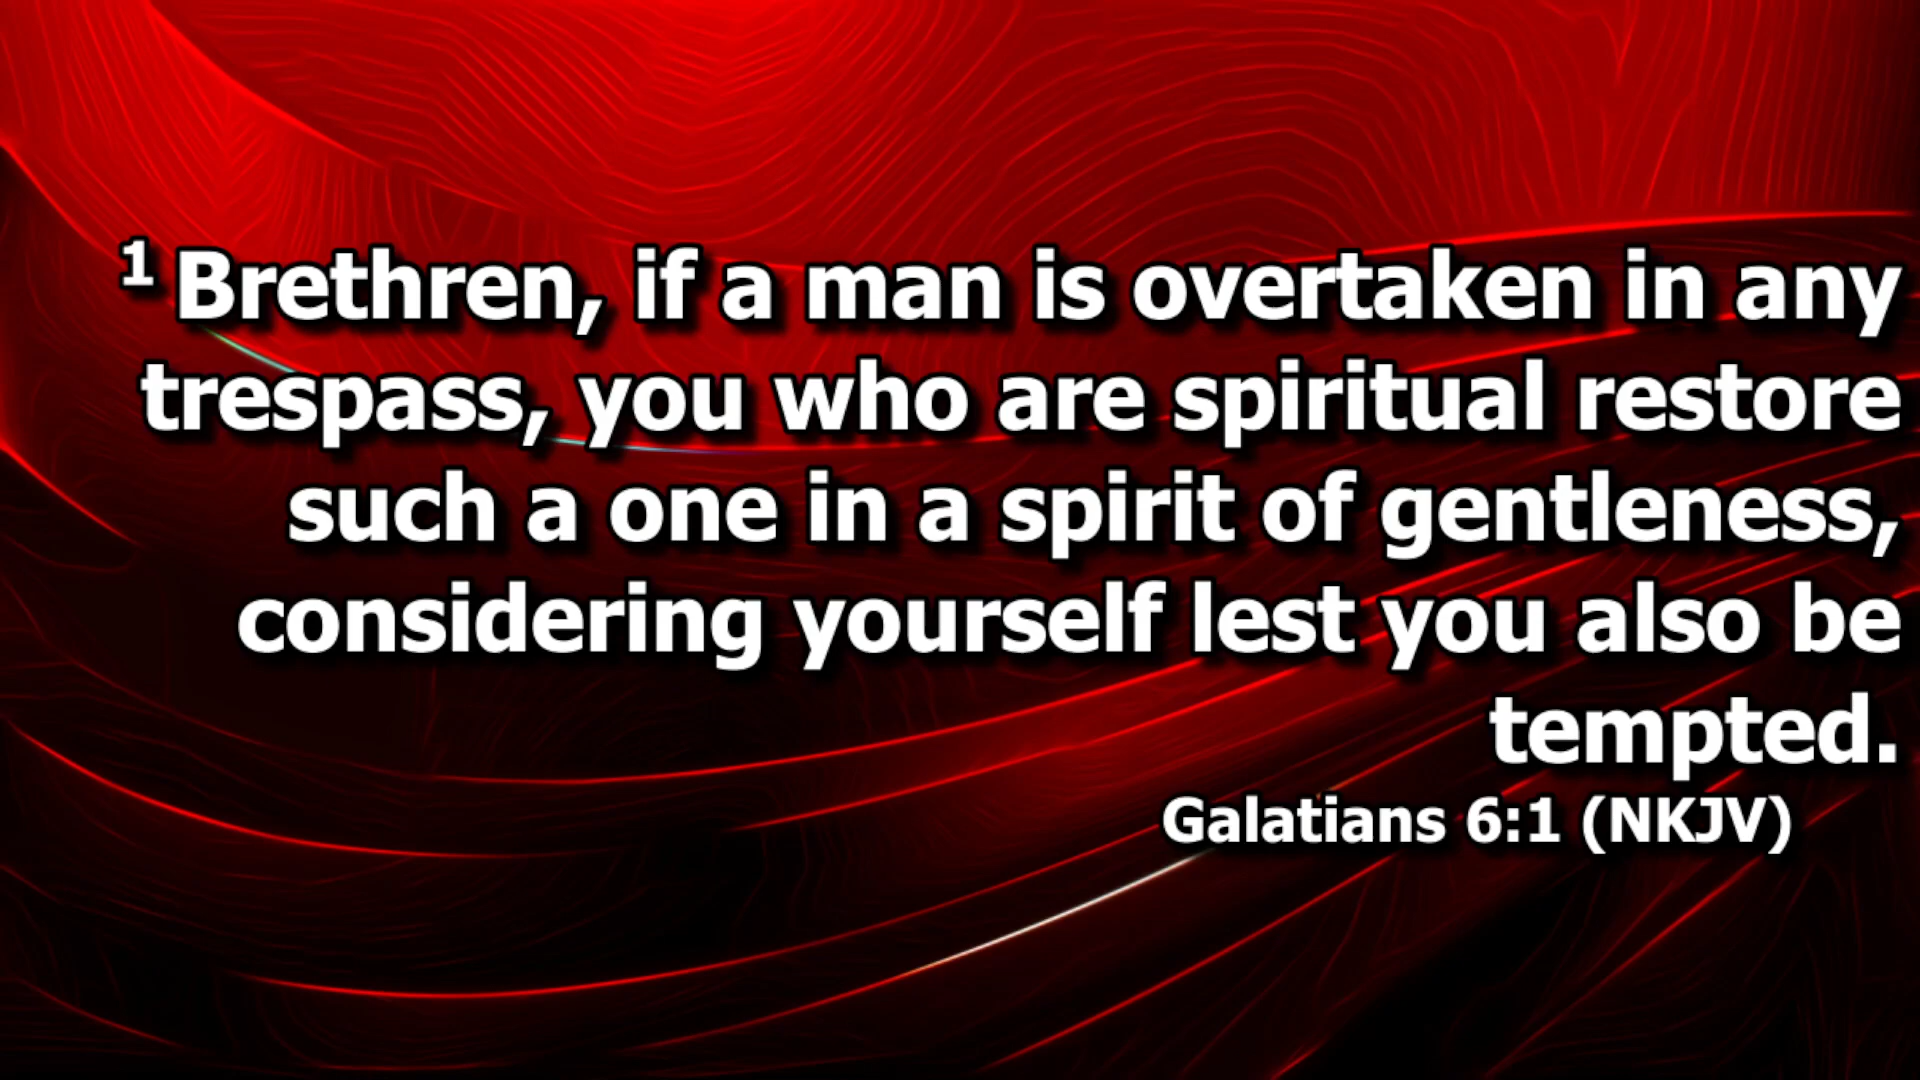 1 Brethren, if a man is overtaken in any
trespass, you who are spiritual restore
such a one in a spirit of gentleness,
considering yourself lest you also be
tempted.
Galatians 6:1 (NKJV)